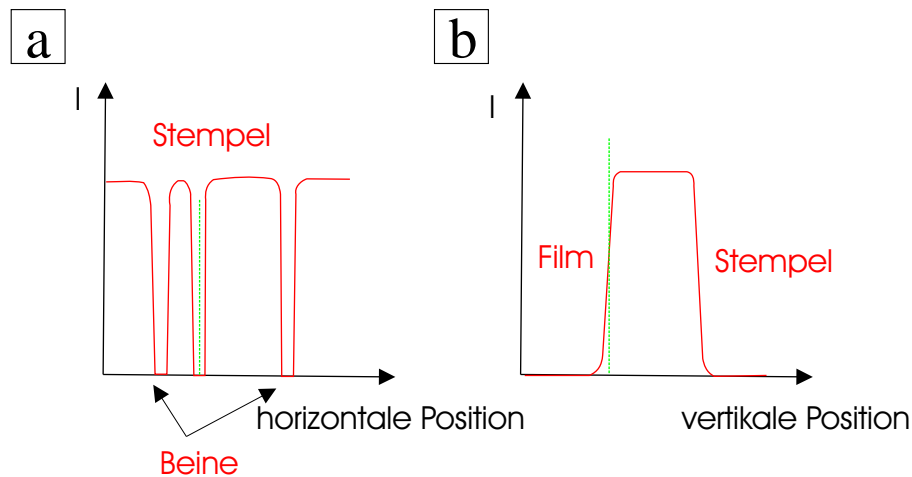 a
I
Stempel
horizontale Position
Beine
b
I
Film
Stempel
vertikale Position